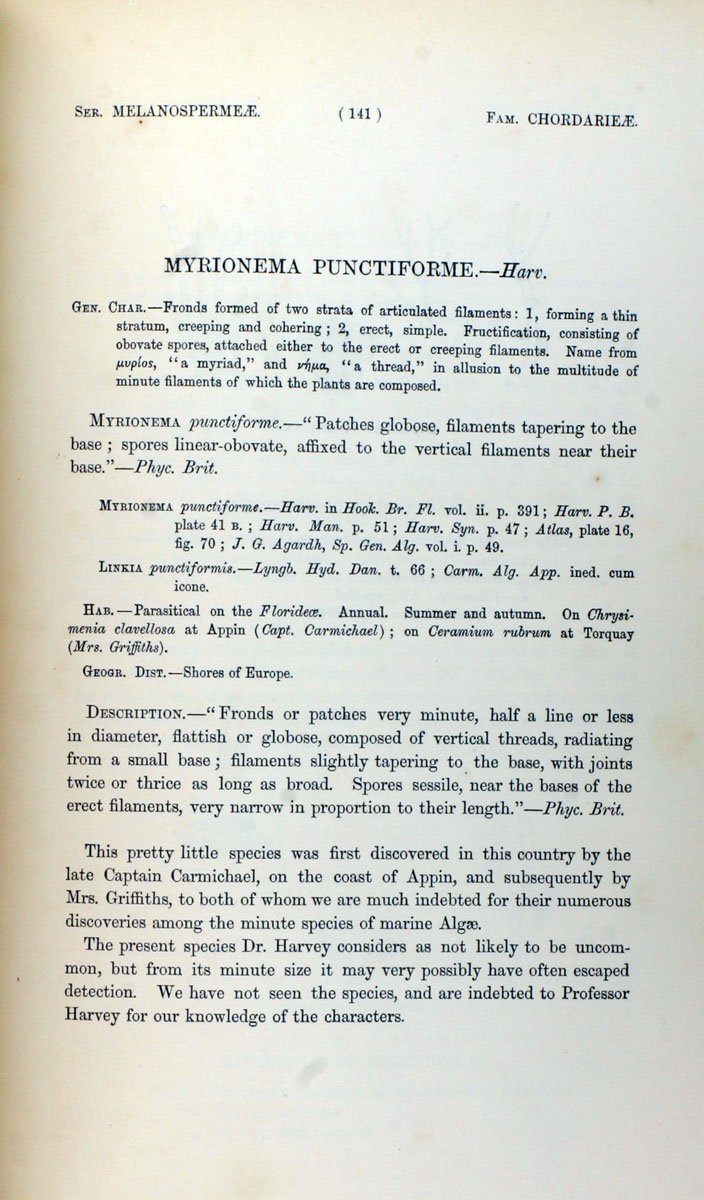 Ser. MELANOSPERMEÆ. ( 141 ) Fam. CHORDARIEÆ.
MYRIONEMA PUNCTIFORME.—Harv.
Gen. Char.—Fronds formed of two strata of articulated filaments: 1, forming a thin
stratum, creeping and cohering; 2, erect, simple. Fructification, consisting of
obovate spores, attached either to the erect or creeping filaments. Name from
μυρίος, "a myriad," and νῆμα, "a thread," in allusion to the multitude of
minute filaments of which the plants are composed.
Myrionema punctiforme.—"Patches globose, filaments tapering to the
base; spores linear-obovate, affixed to the vertical filaments near their
base."—Phyc. Brit.
Myrionema punctiforme.—Harv. in Hook. Br. Fl. vol. ii. p. 391; Harv. P. B.
plate 41 B.; Harv. Man. p. 51; Harv. Syn. p. 47; Atlas, plate 16,
fig. 70; J. G. Agardh, Sp. Gen. Alg. vol. i. p. 49.
Linkia punctiformis.—Lyngb. Hyd. Dan. t. 66; Carm. Alg. App. ined. cum
icone.
Hab.—Parasitical on the Florideæ. Annual. Summer and autumn. On Chrysi-
menia clavellosa at Appin (Capt. Carmichael); on Ceramium rubrum at Torquay
(Mrs. Griffiths).
Geogr. Dist.—Shores of Europe.
Description.—"Fronds or patches very minute, half a line or less
in diameter, flattish or globose, composed of vertical threads, radiating
from a small base; filaments slightly tapering to the base, with joints
twice or thrice as long as broad. Spores sessile, near the bases of the
erect filaments, very narrow in proportion to their length."—Phyc. Brit.
This pretty little species was first discovered in this country by the
late Captain Carmichael, on the coast of Appin, and subsequently by
Mrs. Griffiths, to both of whom we are much indebted for their numerous
discoveries among the minute species of marine Algæ.
The present species Dr. Harvey considers as not likely to be uncom-
mon, but from its minute size it may very possibly have often escaped
detection. We have not seen the species, and are indebted to Professor
Harvey for our knowledge of the characters.